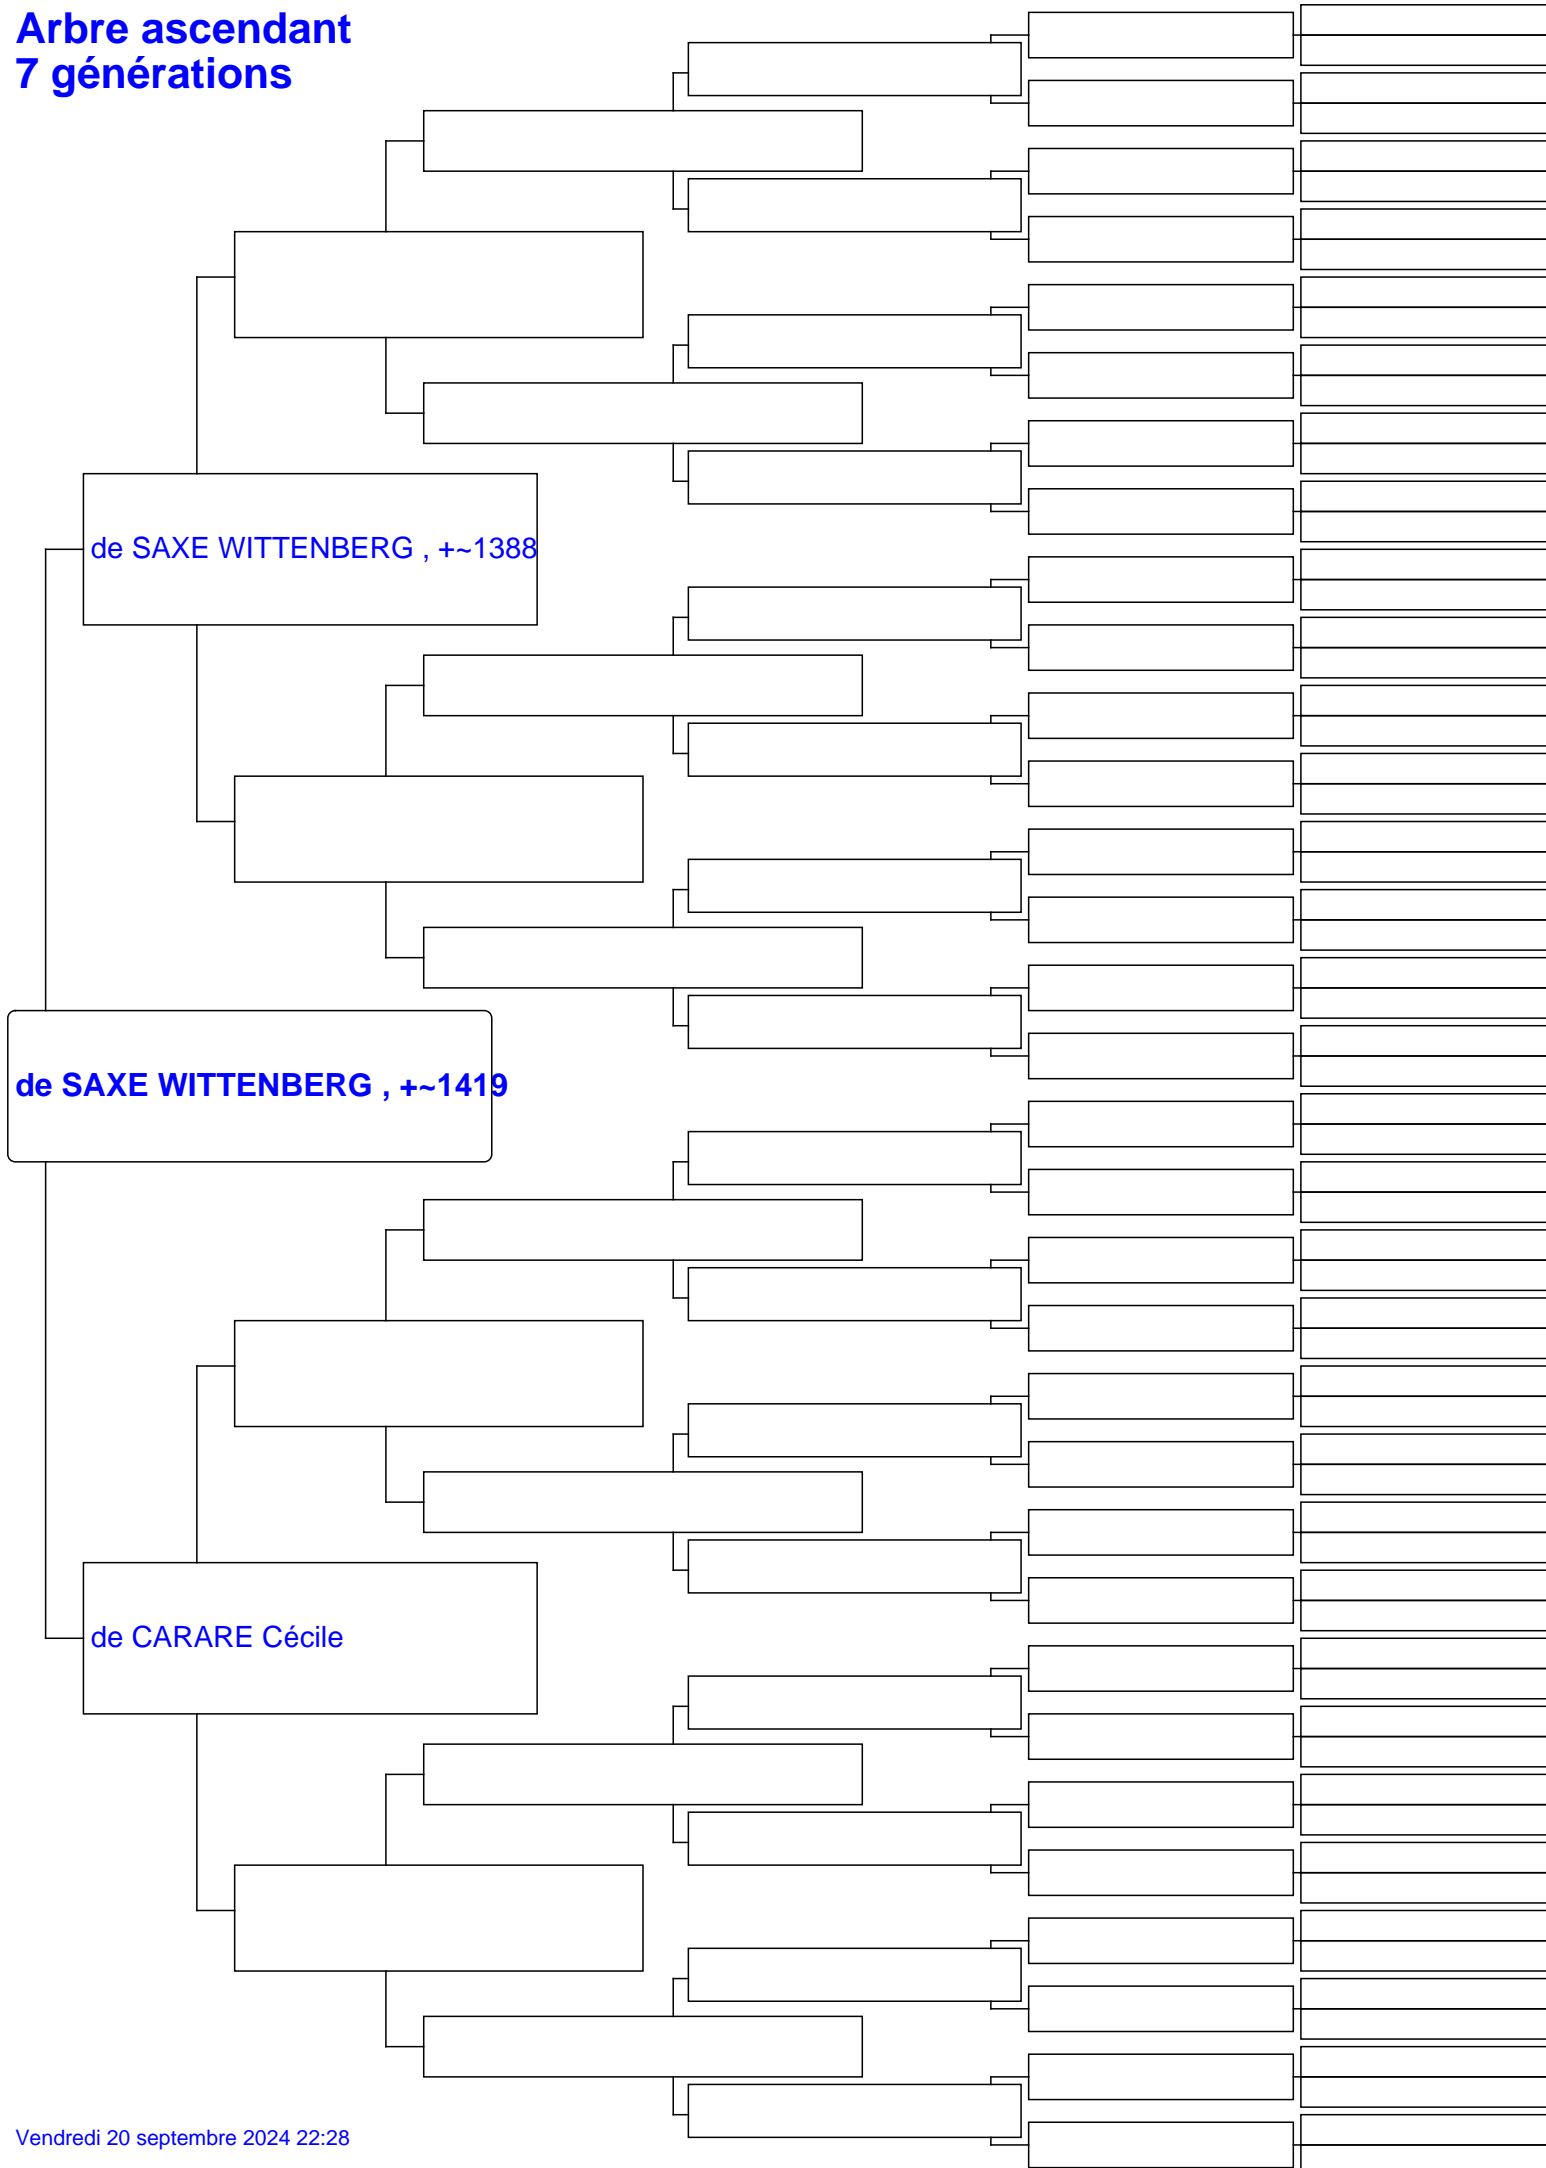 Arbre ascendant
7 générations
de SAXE WITTENBERG , +~1388
de SAXE WITTENBERG , +~1419
de CARARE Cécile
Vendredi 20 septembre 2024 22:28